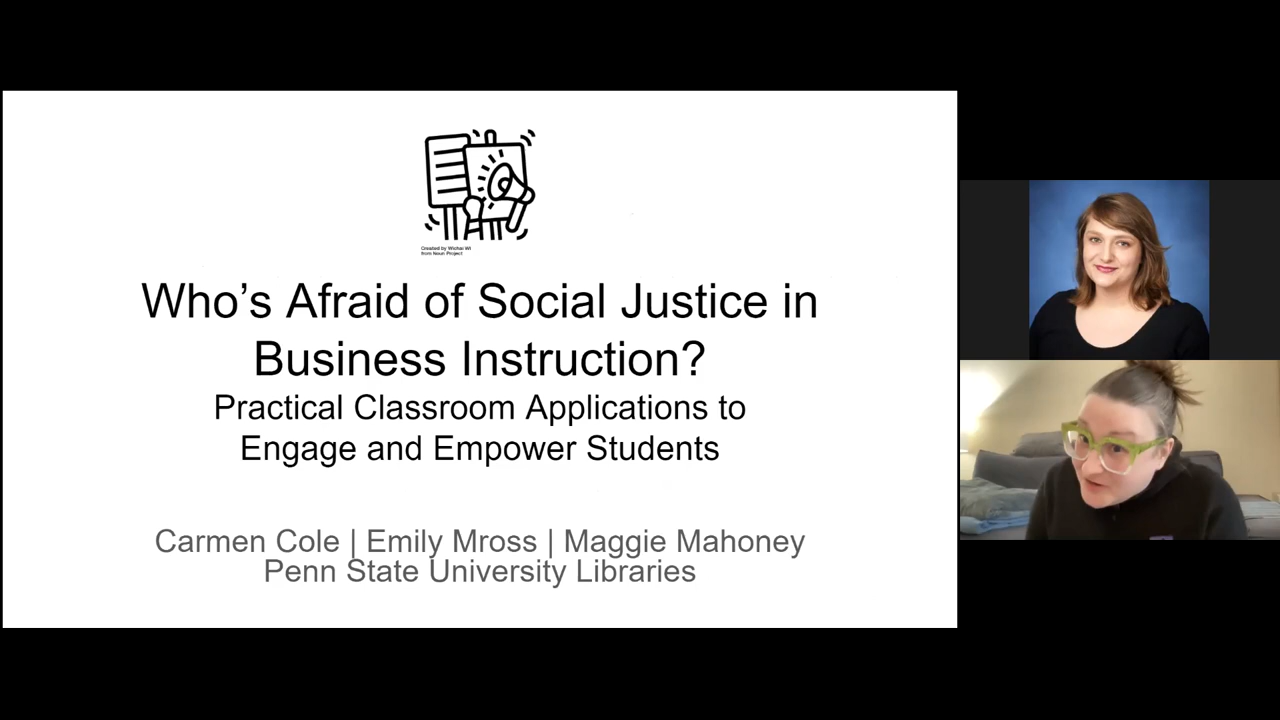 Created by Wichai Wi
from Noun Project
Who’s Afraid of Social Justice in
Business Instruction?
Practical Classroom Applications to
Engage and Empower Students
Carmen Cole | Emily Mross | Maggie Mahoney
Penn State University Libraries